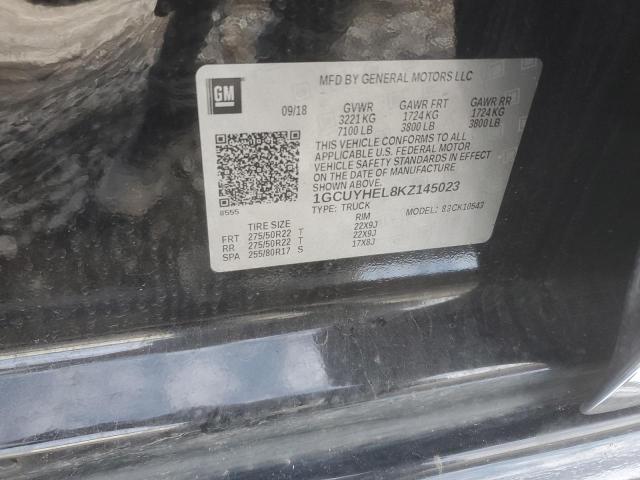 GM
MFD BY GENERAL MOTORS LLC
09/18 GVWR GAWR FRT GAWR RR
3221 KG 1724 KG 1724 KG
7100 LB 3800 LB 3800 LB
THIS VEHICLE CONFORMS TO ALL
APPLICABLE U.S. FEDERAL MOTOR
VEHICLE SAFETY STANDARDS IN EFFECT
ON THE DATE OF MANUFACTURE
SHOWN ABOVE.
1GCUYHEL8KZ145023
TYPE: TRUCK MODEL:
TIRE SIZE RIM
FRT 275/50R22 T 22X9J
RR 275/50R22 T 22X9J
SPA 255/80R17 S 17X8J